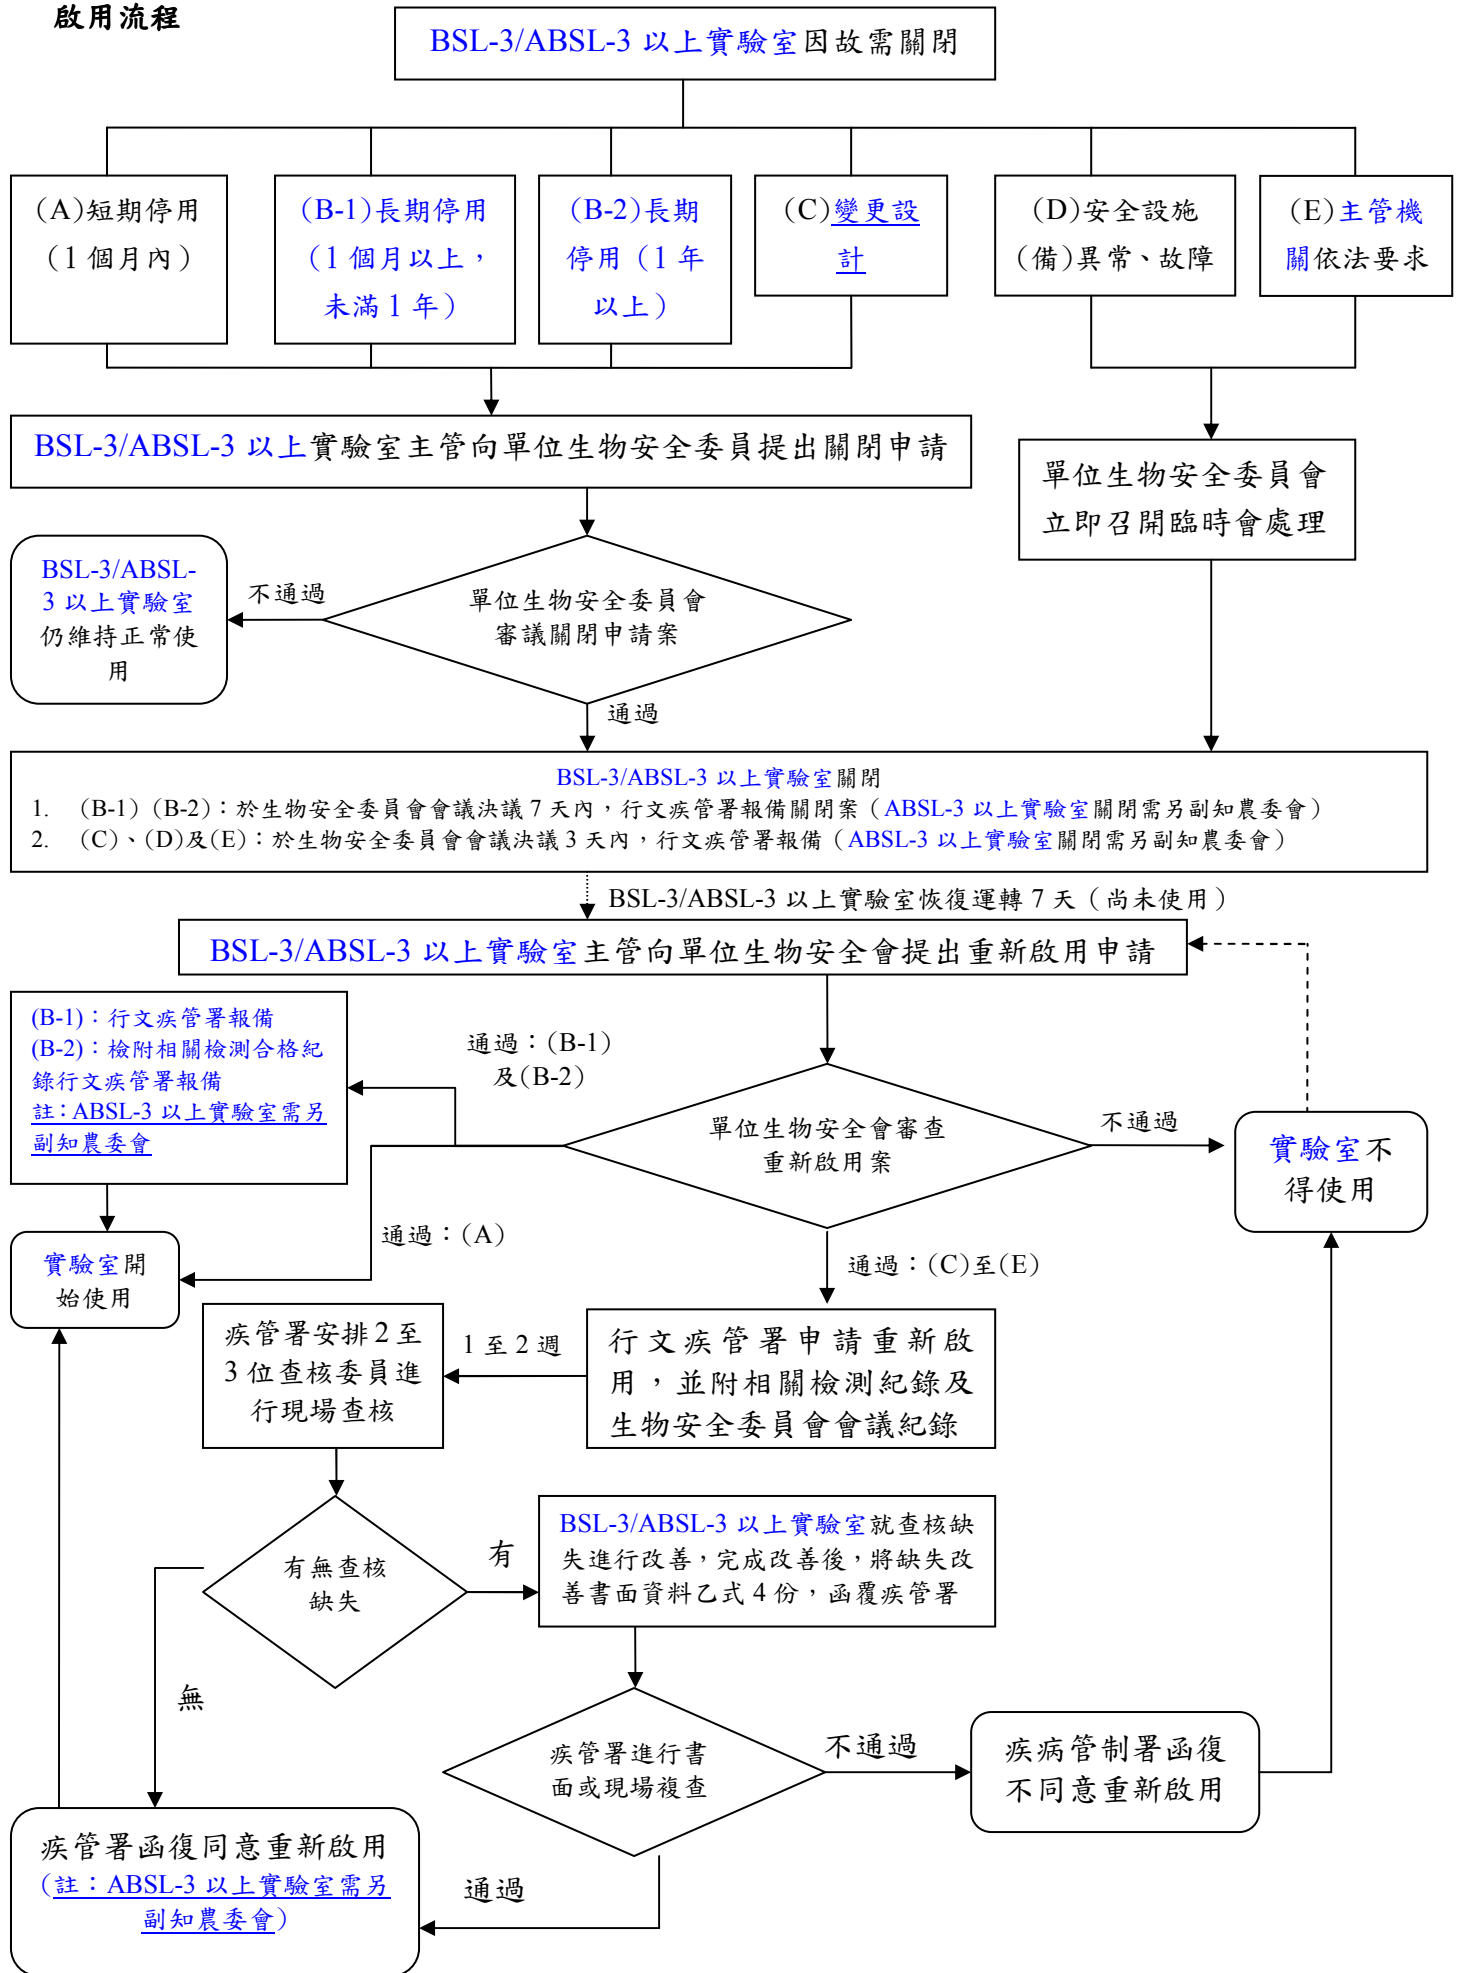 啟用流程
BSL-3/ABSL-3 以上實驗室因故需關閉
(A)短期停用
（1 個月內）
(B-1)長期停用
（1 個月以上，
未滿 1 年）
(B-2)長期
停用（1 年
以上）
(C)變更設
計
(D)安全設施
(備)異常、故障
(E)主管機
關依法要求
BSL-3/ABSL-3 以上實驗室主管向單位生物安全委員提出關閉申請
單位生物安全委員會
立即召開臨時會處理
BSL-3/ABSL-
3 以上實驗室
仍維持正常使
用
不通過
單位生物安全委員會
審議關閉申請案
通過
BSL-3/ABSL-3 以上實驗室關閉
1. （B-1）(B-2)：於生物安全委員會會議決議 7 天內，行文疾管署報備關閉案（ABSL-3 以上實驗室關閉需另副知農委會）
2. （C）、(D)及(E)：於生物安全委員會會議決議 3 天內，行文疾管署報備（ABSL-3 以上實驗室關閉需另副知農委會）
BSL-3/ABSL-3 以上實驗室恢復運轉 7 天（尚未使用）
BSL-3/ABSL-3 以上實驗室主管向單位生物安全會提出重新啟用申請
(B-1)：行文疾管署報備
(B-2)：檢附相關檢測合格紀
錄行文疾管署報備
註：ABSL-3 以上實驗室需另
副知農委會
通過：(B-1)
及(B-2)
單位生物安全會審查
重新啟用案
不通過
實驗室不
得使用
通過：(A)
實驗室開
始使用
通過：(C)至(E)
疾管署安排 2 至
3 位查核委員進
行現場查核
1 至 2 週
行文疾管署申請重新啟
用，並附相關檢測紀錄及
生物安全委員會會議紀錄
有無查核
缺失
有
BSL-3/ABSL-3 以上實驗室就查核缺
失進行改善，完成改善後，將缺失改
善書面資料乙式 4 份，函覆疾管署
無
疾管署進行書
面或現場複查
不通過
疾病管制署函復
不同意重新啟用
疾管署函復同意重新啟用
（註：ABSL-3 以上實驗室需另
副知農委會）
通過